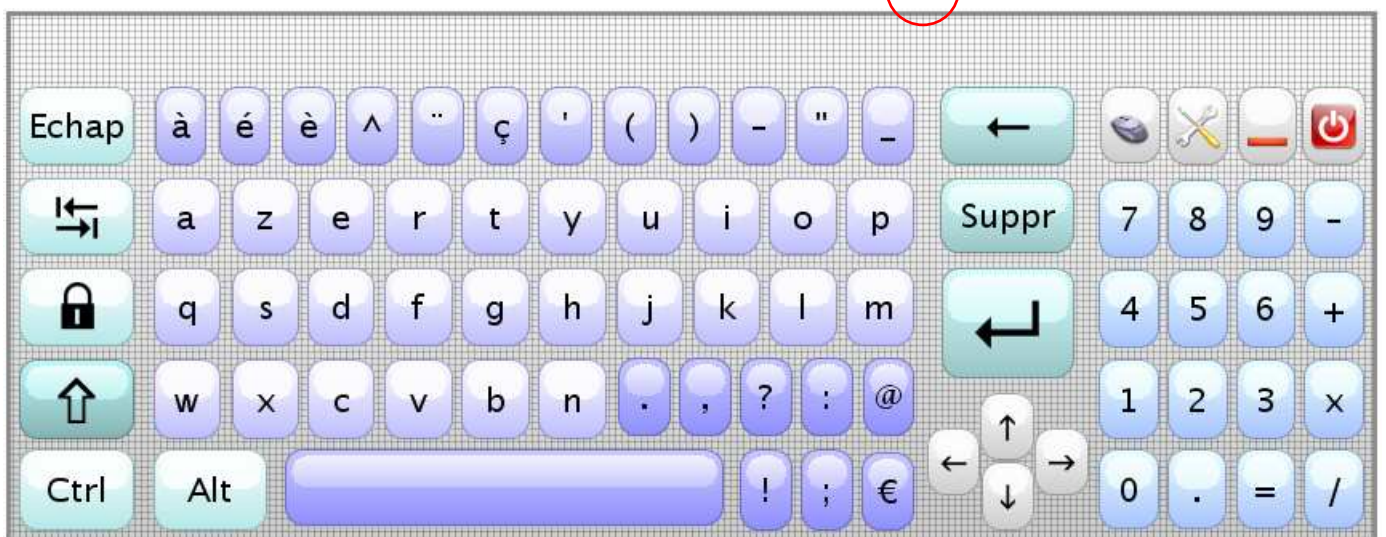 Echap à é è ^ ¨ ç ' ( ) - " _ ←
a z e r t y u i o p Suppr 7 8 9 -
q s d f g h j k l m 4 5 6 +
w x c v b n . , ? : @ ↑ 1 2 3 x
Ctrl Alt ! ; € ← ↓ → 0 . = /